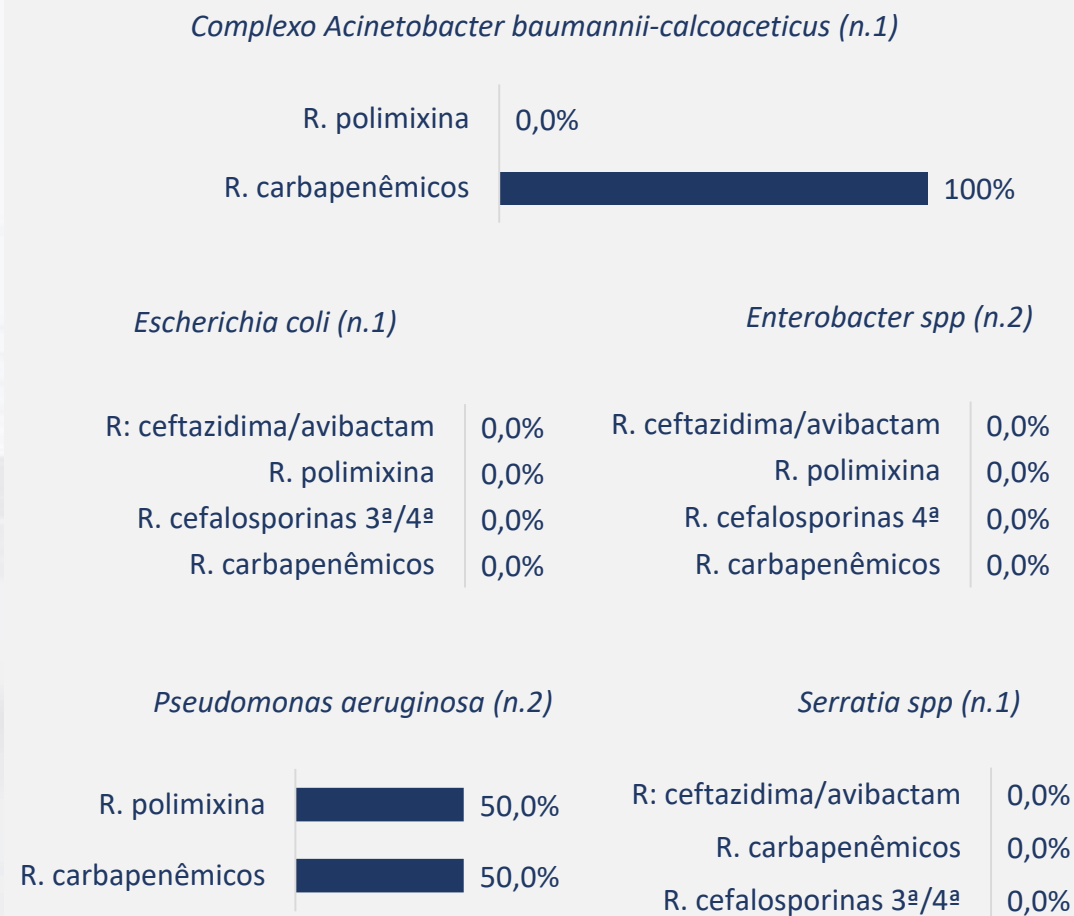 Complexo Acinetobacter baumannii-calcoaceticus (n.1)
R. polimixina 0,0%
R. carbapenêmicos 100%
Escherichia coli (n.1)
R: ceftazidima/avibactam 0,0%
R. polimixina 0,0%
R. cefalosporinas 3ª/4ª 0,0%
R. carbapenêmicos 0,0%
Enterobacter spp (n.2)
R. ceftazidima/avibactam 0,0%
R. polimixina 0,0%
R. cefalosporinas 4ª 0,0%
R. carbapenêmicos 0,0%
Pseudomonas aeruginosa (n.2)
R. polimixina 50,0%
R. carbapenêmicos 50,0%
Serratia spp (n.1)
R: ceftazidima/avibactam 0,0%
R. carbapenêmicos 0,0%
R. cefalosporinas 3ª/4ª 0,0%